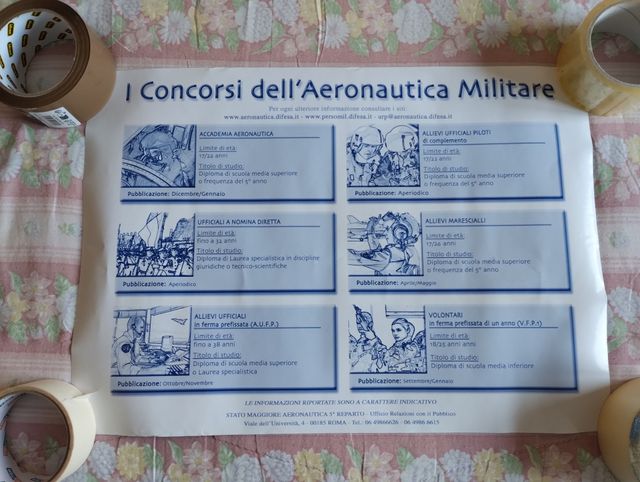 I Concorsi dell'Aeronautica Militare
Per ogni ulteriore informazione consultare i siti
www.aeronautica.difesa.it - www.persomil.difesa.it - urp@aeronautica.difesa.it
ACCADEMIA AERONAUTICA
Limite di età:
17/22 anni
Titolo di studio:
Diploma di scuola media superiore
o frequenza del 5° anno
Pubblicazione: Dicembre/Gennaio
ALLIEVI UFFICIALI PILOTI
di complemento
Limite di età:
17/23 anni
Titolo di studio:
Diploma di scuola media superiore
o frequenza del 5° anno
Pubblicazione: Aperiodico
UFFICIALI A NOMINA DIRETTA
Limite di età:
fino a 32 anni
Titolo di studio:
Diploma di Laurea specialistica in discipline
giuridiche o tecnico-scientifiche
Pubblicazione: Aperiodico
ALLIEVI MARESCIALLI
Limite di età:
17/26 anni
Titolo di studio:
Diploma di scuola media superiore
o frequenza del 5° anno
Pubblicazione: Aprile/Maggio
ALLIEVI UFFICIALI
in ferma prefissata (A.U.F.P.)
Limite di età:
fino a 38 anni
Titolo di studio:
Diploma di scuola media superiore
o Laurea specialistica
Pubblicazione: Ottobre/Novembre
VOLONTARI
in ferma prefissata di un anno (V.F.P.1)
Limite di età:
18/25 anni
Titolo di studio:
Diploma di scuola media inferiore
Pubblicazione: Settembre/Gennaio
LE INFORMAZIONI RIPORTATE SONO A CARATTERE INDICATIVO
STATO MAGGIORE AERONAUTICA 5° REPARTO - Ufficio Relazioni con il Pubblico
Viale dell'Università, 4 - 00185 ROMA - Tel.: 06 49866626 - 06 4986 6615